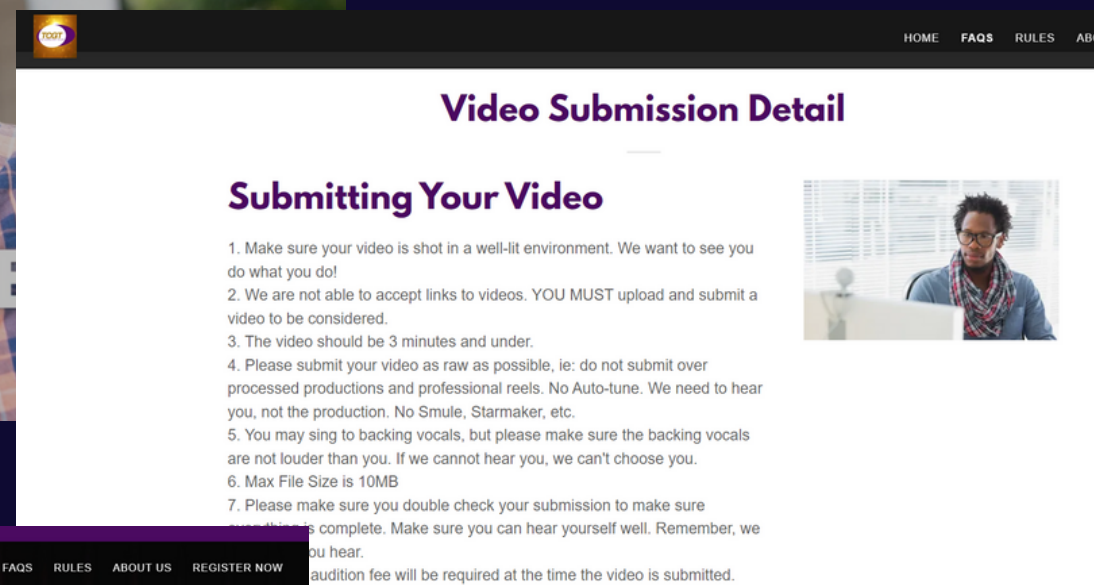 TCGT
HOME FAQS RULES
Video Submission Detail
Submitting Your Video
1. Make sure your video is shot in a well-lit environment. We want to see you
do what you do!
2. We are not able to accept links to videos. YOU MUST upload and submit a
video to be considered.
3. The video should be 3 minutes and under.
4. Please submit your video as raw as possible, ie: do not submit over
processed productions and professional reels. No Auto-tune. We need to hear
you, not the production. No Smule, Starmaker, etc.
5. You may sing to backing vocals, but please make sure the backing vocals
are not louder than you. If we cannot hear you, we can't choose you.
6. Max File Size is 10MB
7. Please make sure you double check your submission to make sure
is complete. Make sure you can hear yourself well. Remember, we
hear.
audition fee will be required at the time the video is submitted.
FAQS RULES ABOUT US REGISTER NOW